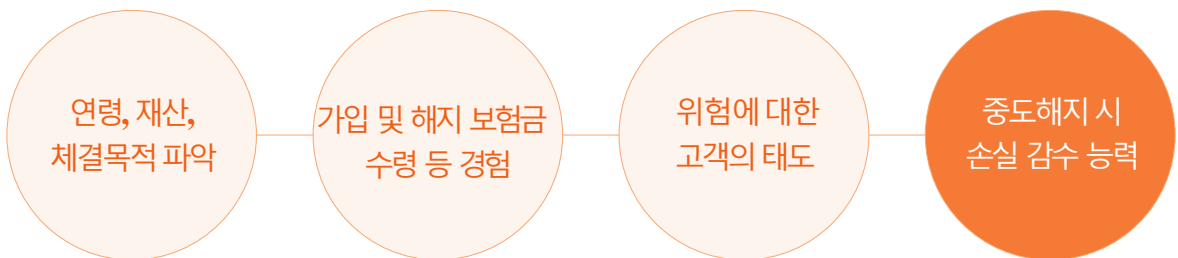 연령, 재산,
체결목적 파악
가입 및 해지 보험금
수령 등 경험
위험에 대한
고객의 태도
중도해지 시
손실 감수 능력